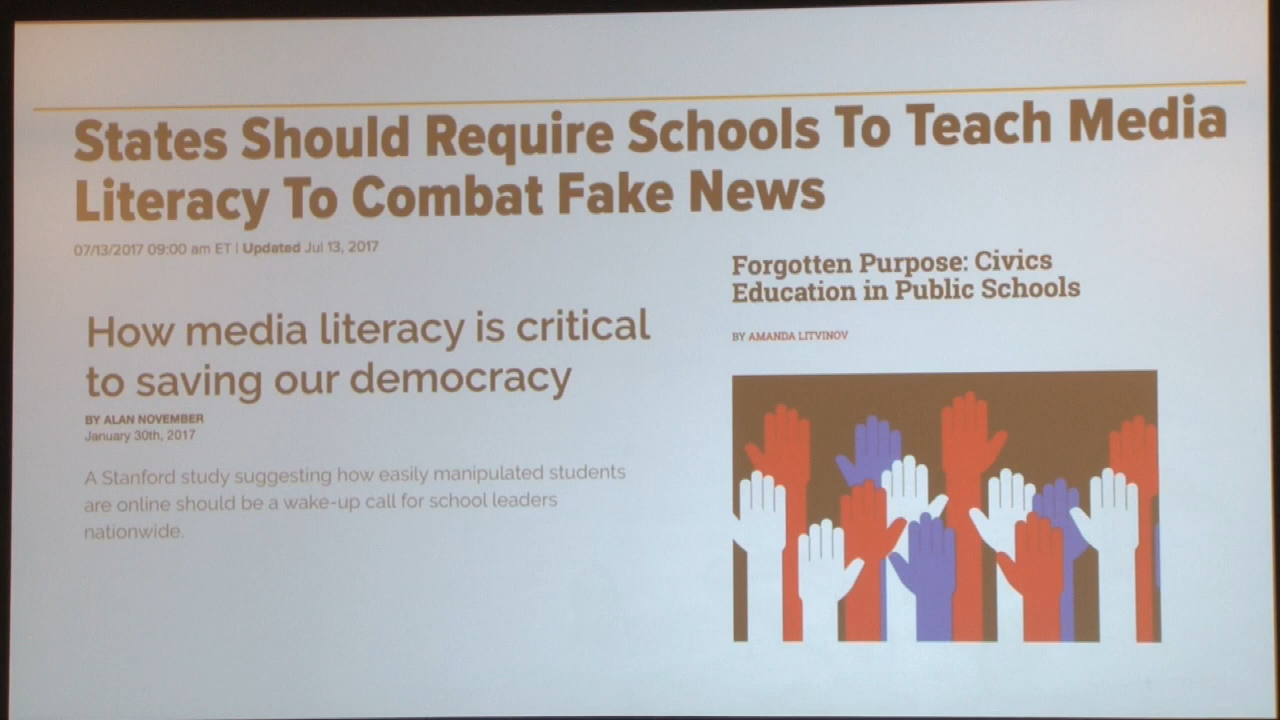 States Should Require Schools To Teach Media
Literacy To Combat Fake News
07/13/2017 09:00 am ET | Updated Jul 13, 2017
How media literacy is critical
to saving our democracy
BY ALAN NOVEMBER
January 30th, 2017
A Stanford study suggesting how easily manipulated students
are online should be a wake-up call for school leaders
nationwide.
Forgotten Purpose: Civics
Education in Public Schools
BY AMANDA LITVINOV